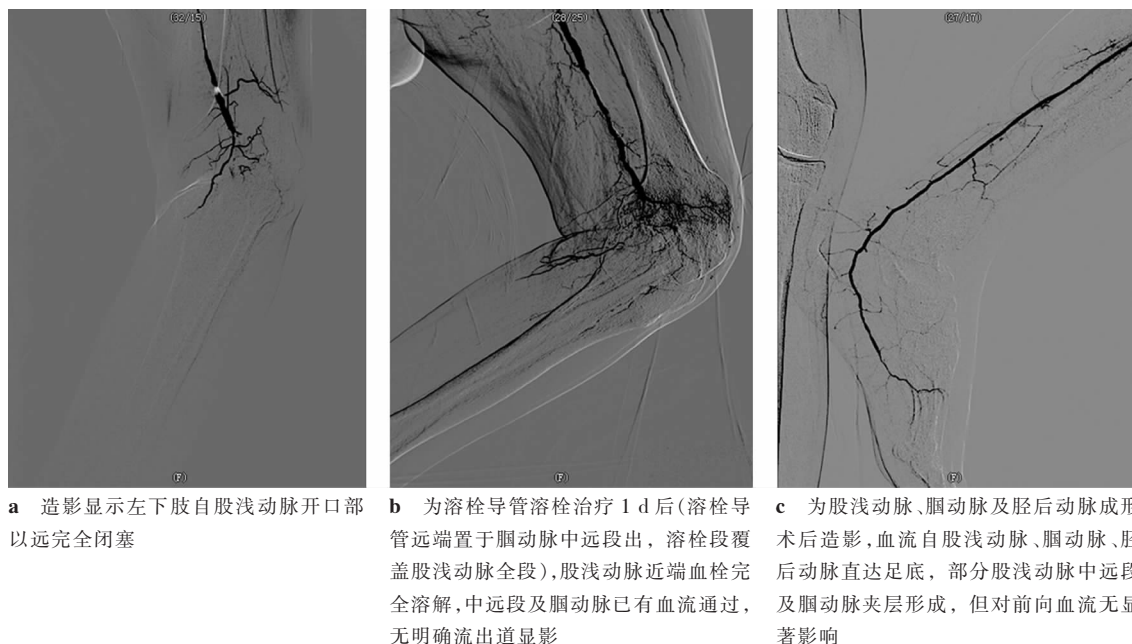 (32/15)
(28/25)
(27/17)
(F)
(F)
(F)
a 造影显示左下肢自股浅动脉开口部
以远完全闭塞
b 为溶栓导管溶栓治疗 1 d 后(溶栓导
管远端置于腘动脉中远段出, 溶栓段覆
盖股浅动脉全段),股浅动脉近端血栓完
全溶解,中远段及腘动脉已有血流通过,
无明确流出道显影
c 为股浅动脉、腘动脉及胫后动脉成形
术后造影,血流自股浅动脉、腘动脉、胫
后动脉直达足底, 部分股浅动脉中远段
及腘动脉夹层形成, 但对前向血流无显
著影响